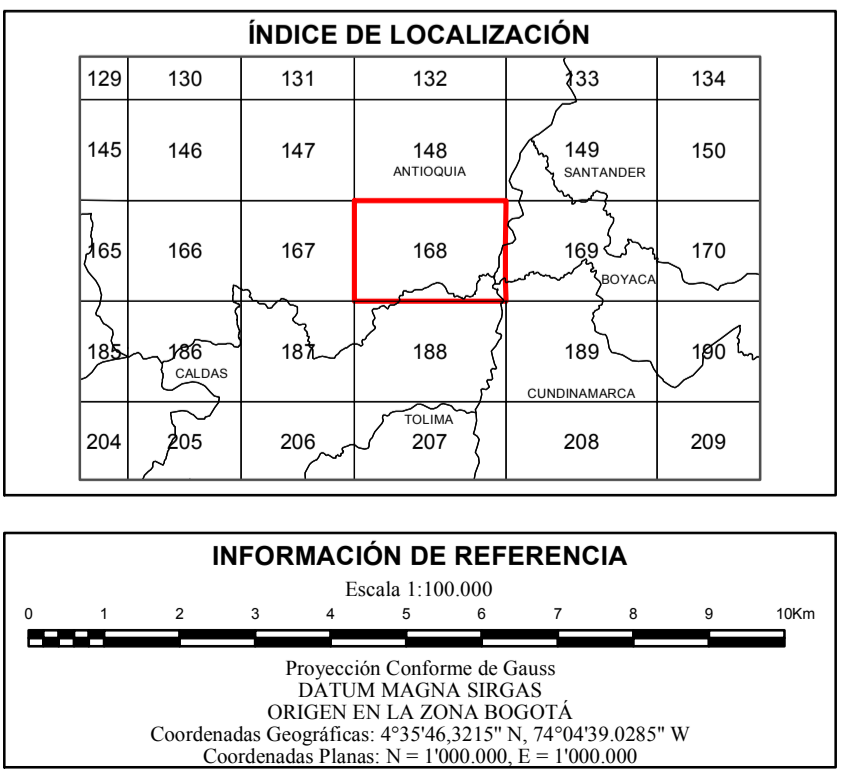 ÍNDICE DE LOCALIZACIÓN
129 130 131 132 133 134
145 146 147 148 149 150
ANTIOQUIA SANTANDER
165 166 167 168 169 170
BOYACA
185 186 187 188 189 190
CALDAS
CUNDINAMARCA
TOLIMA
204 205 206 207 208 209
INFORMACIÓN DE REFERENCIA
Escala 1:100.000
0 1 2 3 4 5 6 7 8 9 10Km
Proyección Conforme de Gauss
DATUM MAGNA SIRGAS
ORIGEN EN LA ZONA BOGOTÁ
Coordenadas Geográficas: 4°35'46,3215" N, 74°04'39.0285" W
Coordenadas Planas: N = 1'000.000, E = 1'000.000